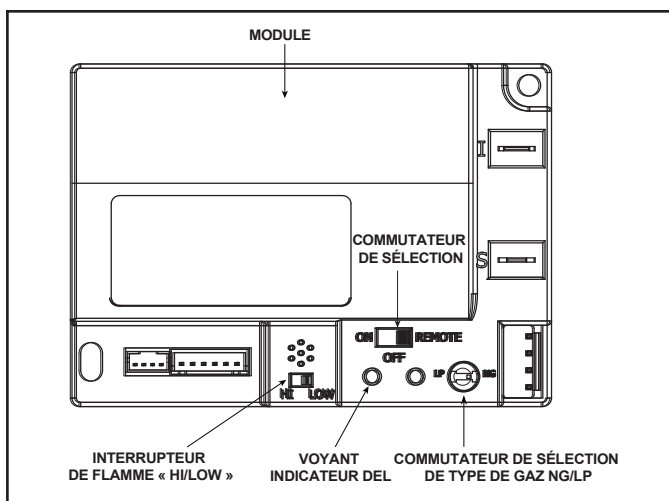 MODULE
I
COMMUTATEUR
DE SÉLECTION
S
ON REMOTE
OFF
LP NG
HI LOW
INTERRUPTEUR
DE FLAMME « HI/LOW »
VOYANT
INDICATEUR DEL
COMMUTATEUR DE SÉLECTION
DE TYPE DE GAZ NG/LP